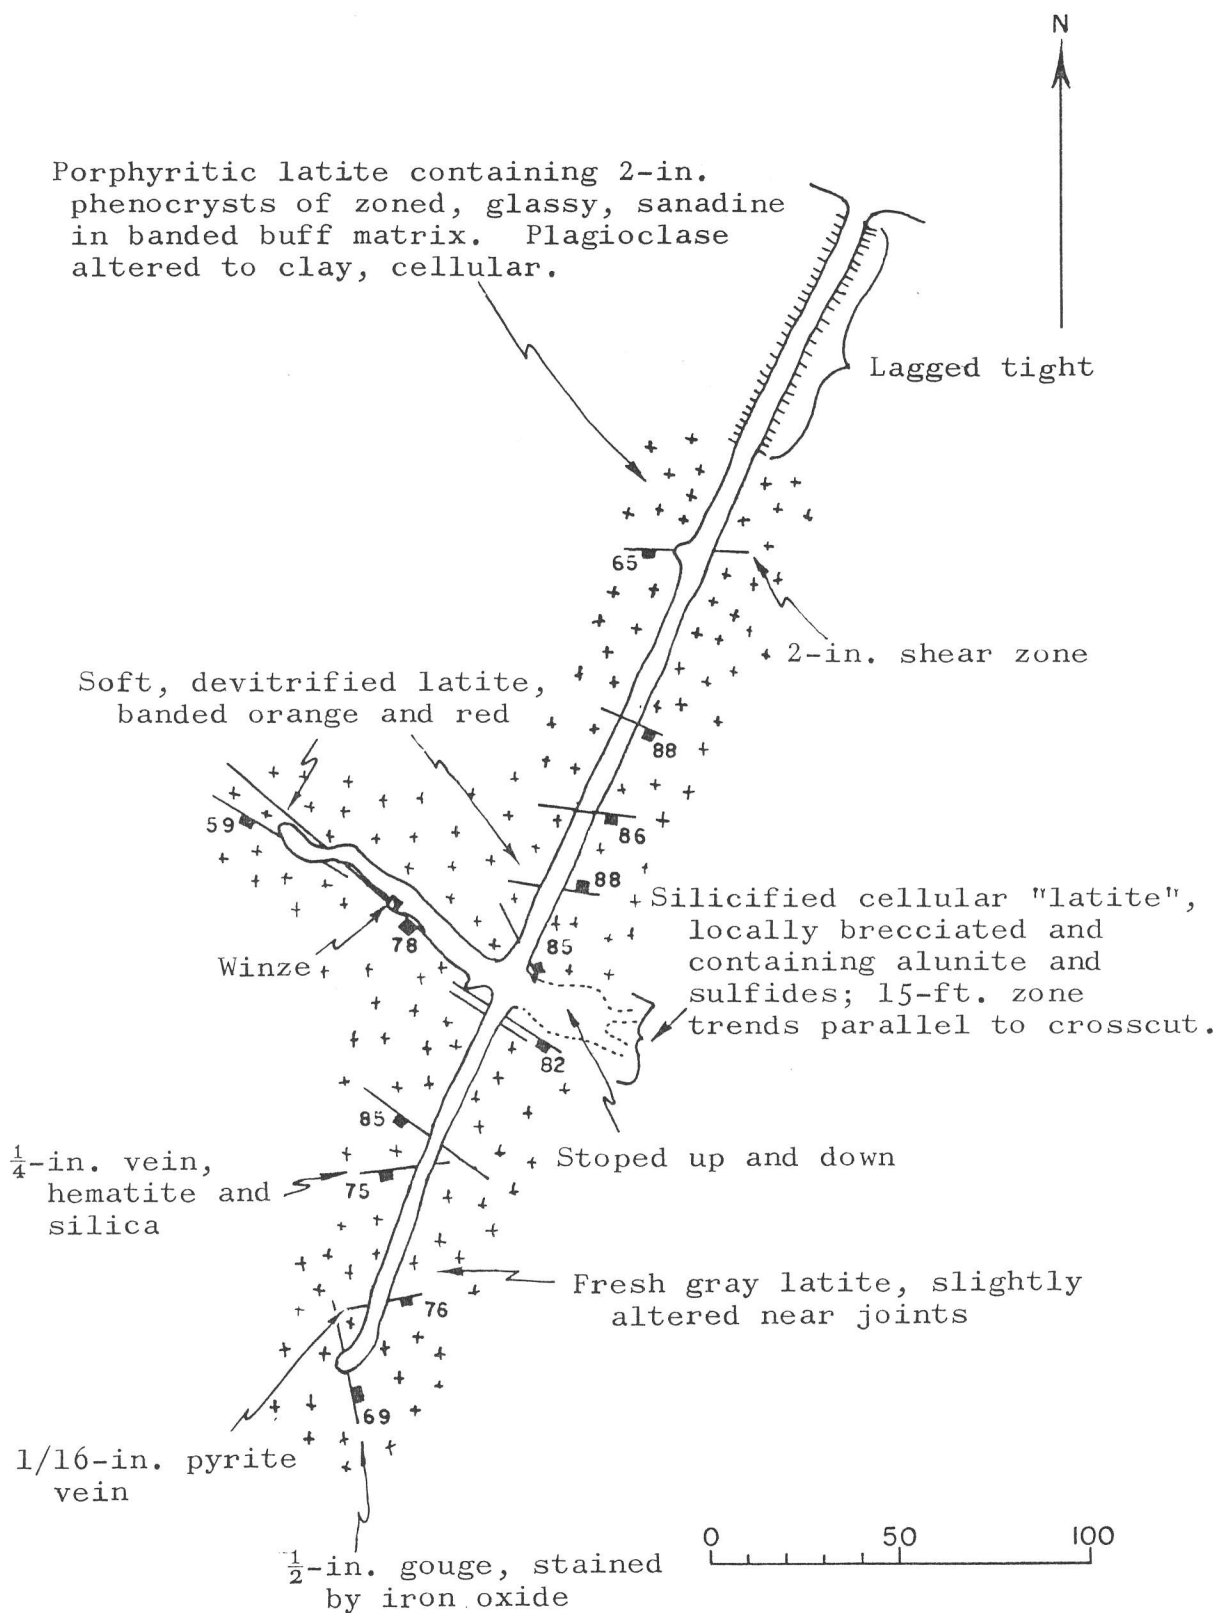 N
Porphyritic latite containing 2-in.
phenocrysts of zoned, glassy, sanadine
in banded buff matrix. Plagioclase
altered to clay, cellular.
Lagged tight
65
2-in. shear zone
Soft, devitrified latite,
banded orange and red
88
59
86
88
Silicified cellular "latite",
locally brecciated and
containing alunite and
sulfides; 15-ft. zone
trends parallel to crosscut.
78
85
Winze
82
85
Stoped up and down
¼-in. vein,
hematite and
silica
75
Fresh gray latite, slightly
altered near joints
76
69
1/16-in. pyrite
vein
½-in. gouge, stained
by iron oxide
0 50 100